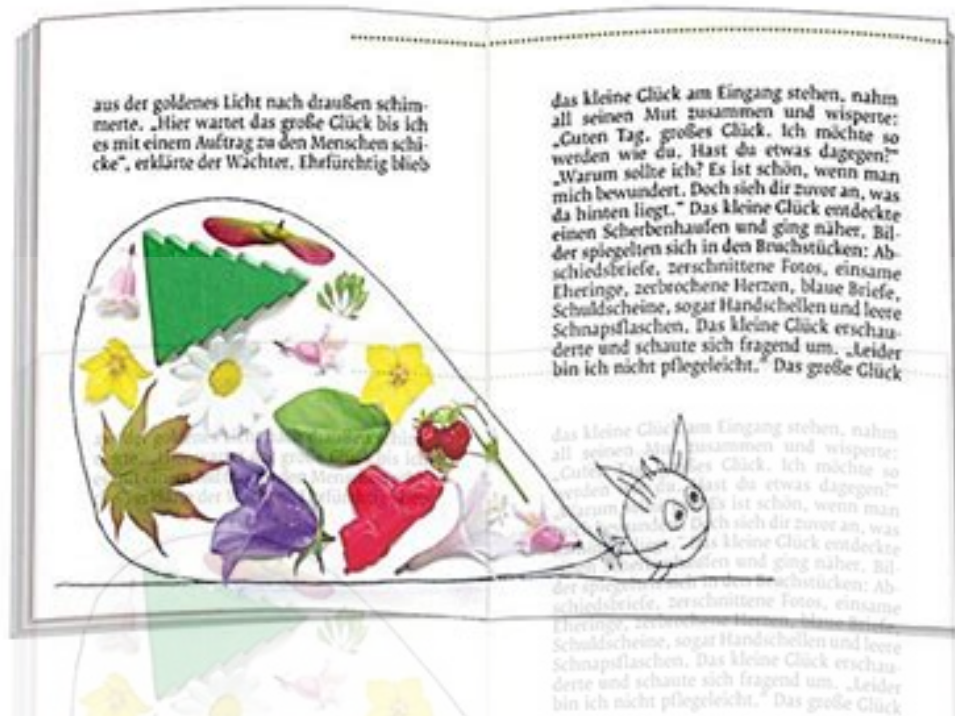 aus der goldenes Licht nach draußen schim-
merte. „Hier wartet das große Glück bis ich
es mit einem Auftrag zu den Menschen schi-
cke“, erklärte der Wächter. Ehrfürchtig blieb
das kleine Glück am Eingang stehen, nahm
all seinen Mut zusammen und wisperte:
„Guten Tag, großes Glück. Ich möchte so
werden wie du. Hast du etwas dagegen?“
„Warum sollte ich? Es ist schön, wenn man
mich bewundert. Doch sieh dir zuvor an, was
da hinten liegt.“ Das kleine Glück entdeckte
einen Scherbenhaufen und ging näher. Bil-
der spiegelten sich in den Bruchstücken: Ab-
schiedsbriefe, zerschnittene Fotos, einsame
Eheringe, zerbrochene Herzen, blaue Briefe,
Schuldscheine, sogar Handschellen und leere
Schnapsflaschen. Das kleine Glück erschau-
derte und schaute sich fragend um. „Leider
bin ich nicht pflegeleicht.“ Das große Glück